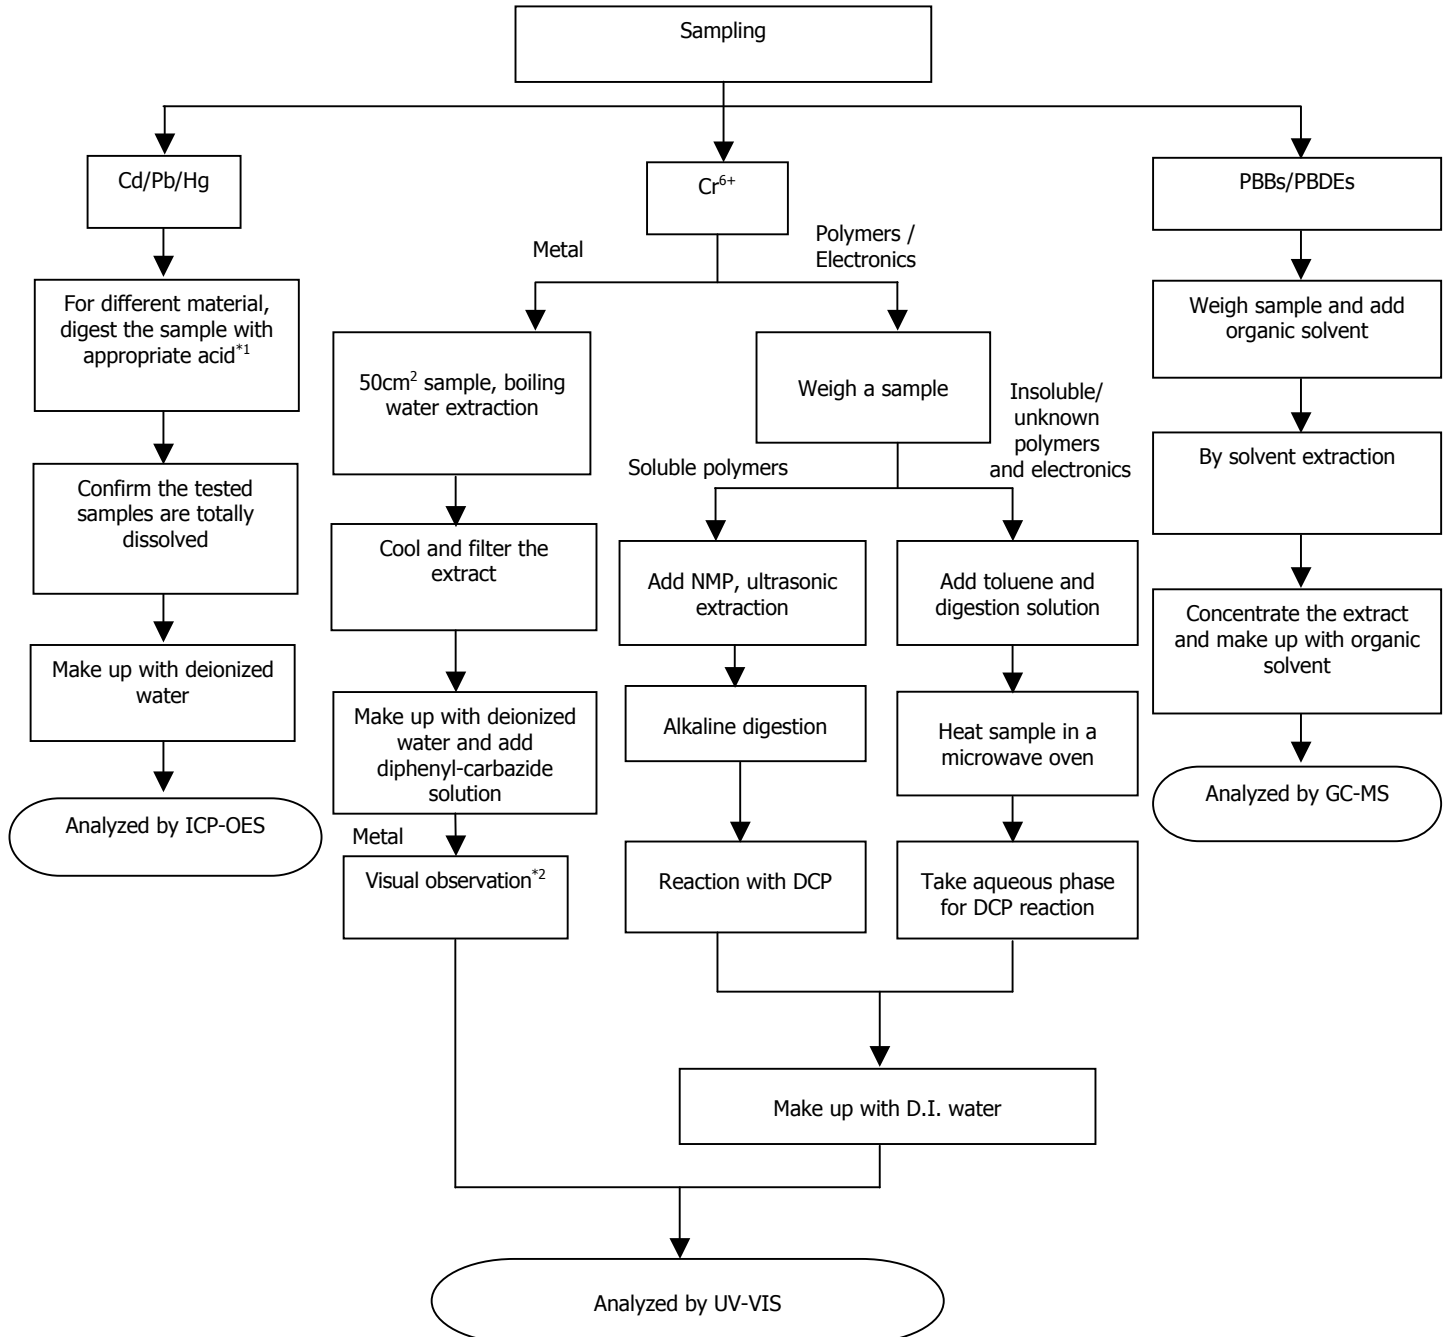 Sampling
Cd/Pb/Hg
Cr6+
PBBs/PBDEs
Metal
Polymers /
Electronics
For different material,
digest the sample with
appropriate acid*1
50cm2 sample, boiling
water extraction
Weigh a sample
Weigh sample and add
organic solvent
Insoluble/
unknown
polymers
and electronics
Soluble polymers
Confirm the tested
samples are totally
dissolved
Cool and filter the
extract
Add NMP, ultrasonic
extraction
Add toluene and
digestion solution
By solvent extraction
Make up with deionized
water
Make up with deionized
water and add
diphenyl-carbazide
solution
Alkaline digestion
Heat sample in a
microwave oven
Concentrate the extract
and make up with organic
solvent
Analyzed by ICP-OES
Metal
Visual observation*2
Reaction with DCP
Take aqueous phase
for DCP reaction
Analyzed by GC-MS
Make up with D.I. water
Analyzed by UV-VIS